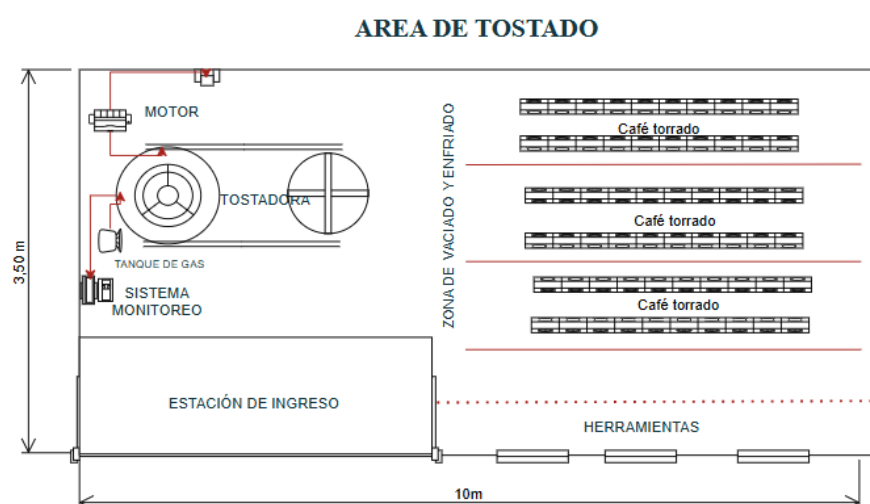 AREA DE TOSTADO
MOTOR
TOSTADORA
TANQUE DE GAS
SISTEMA
MONITOREO
ESTACIÓN DE INGRESO
ZONA DE VACIADO Y ENFRIADO
Café torrado
Café torrado
Café torrado
HERRAMIENTAS
3,50 m
10m